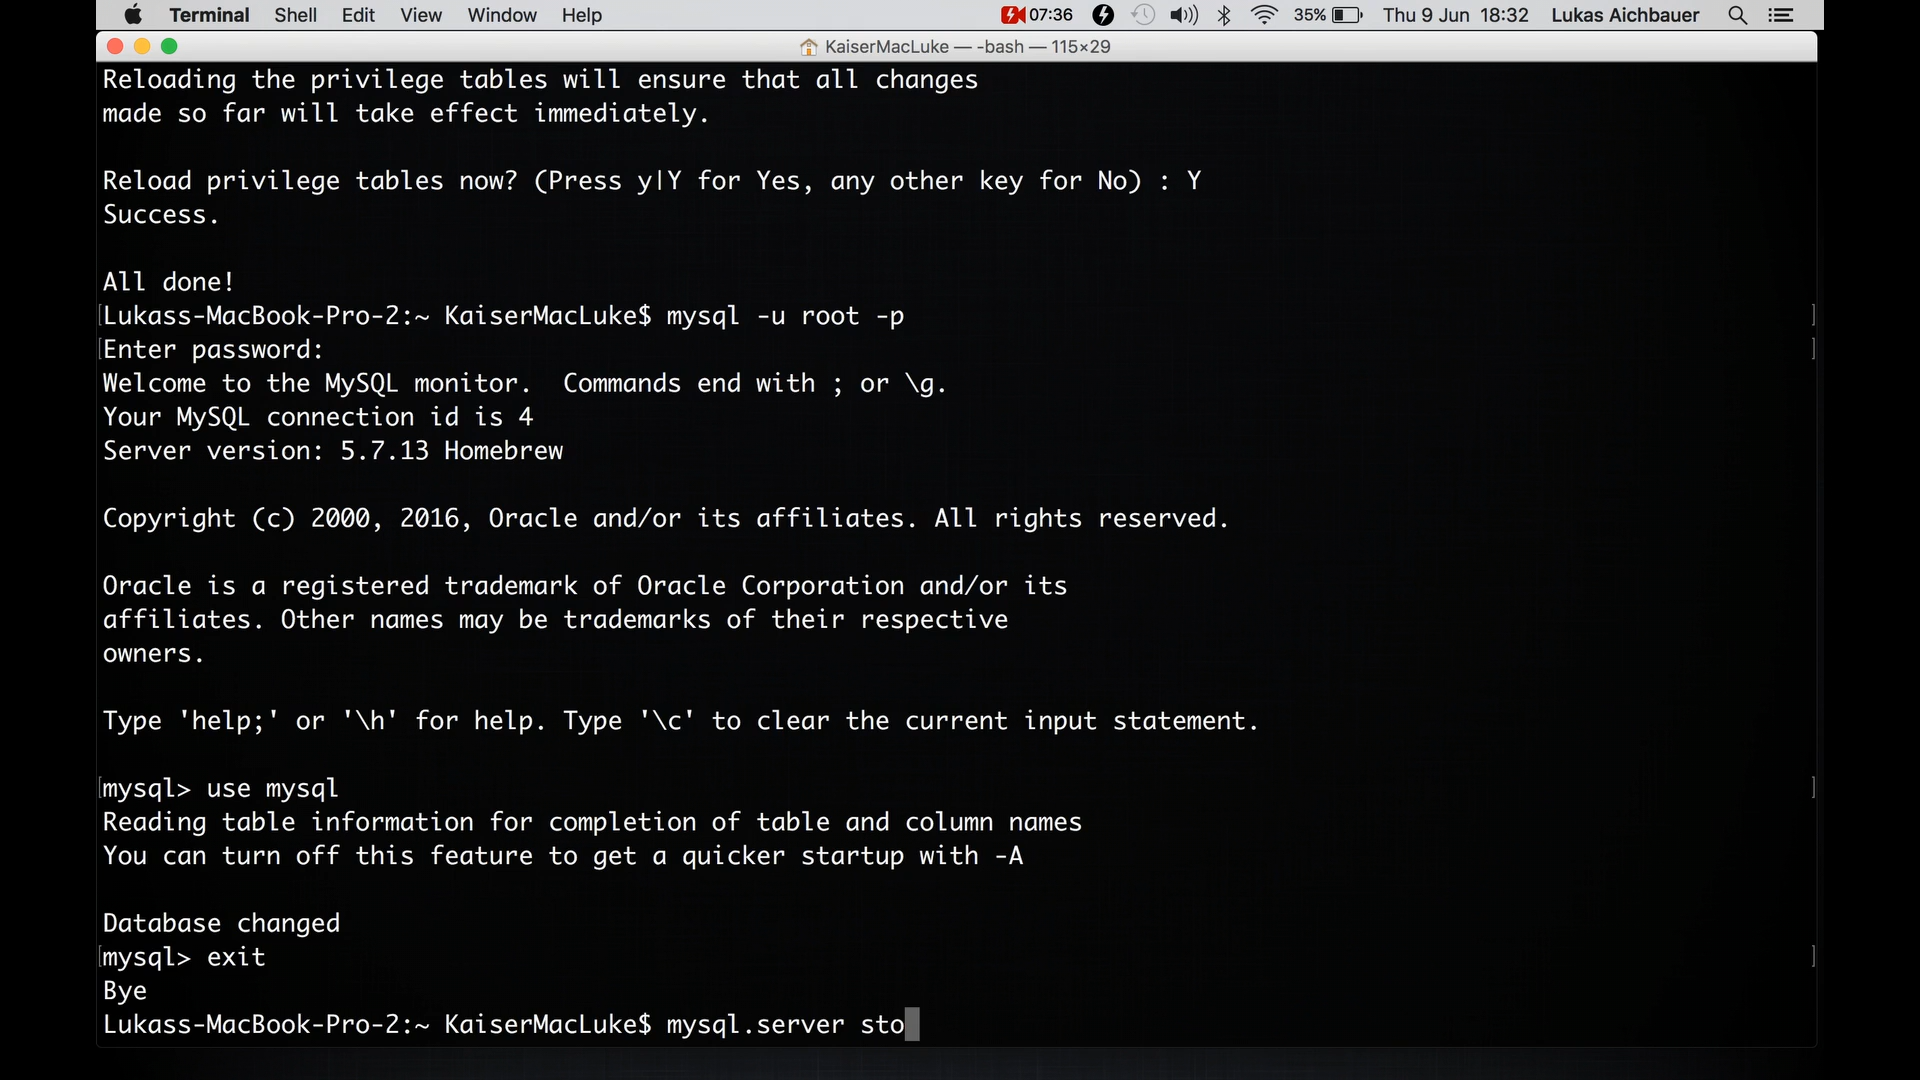 Terminal Shell Edit View Window Help 07:36 35% Thu 9 Jun 18:32 Lukas Aichbauer
KaiserMacLuke — -bash — 115×29
Reloading the privilege tables will ensure that all changes
made so far will take effect immediately.
Reload privilege tables now? (Press y|Y for Yes, any other key for No) : Y
Success.
All done!
[Lukass-MacBook-Pro-2:~ KaiserMacLuke$ mysql -u root -p ]
[Enter password: ]
Welcome to the MySQL monitor.  Commands end with ; or \g.
Your MySQL connection id is 4
Server version: 5.7.13 Homebrew
Copyright (c) 2000, 2016, Oracle and/or its affiliates. All rights reserved.
Oracle is a registered trademark of Oracle Corporation and/or its
affiliates. Other names may be trademarks of their respective
owners.
Type 'help;' or '\h' for help. Type '\c' to clear the current input statement.
[mysql> use mysql ]
Reading table information for completion of table and column names
You can turn off this feature to get a quicker startup with -A
Database changed
[mysql> exit ]
Bye
Lukass-MacBook-Pro-2:~ KaiserMacLuke$ mysql.server sto